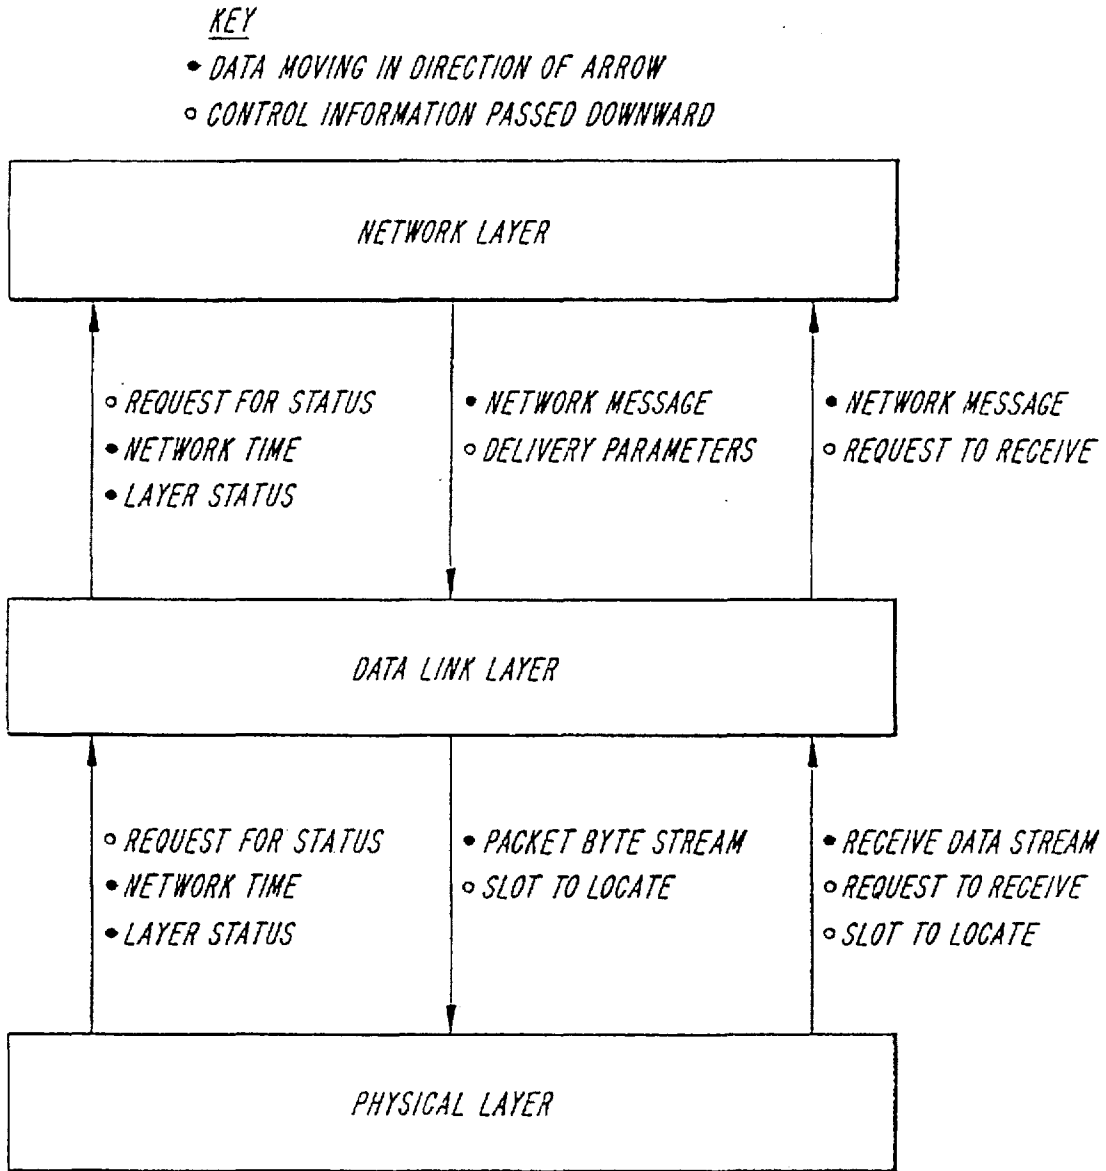 KEY
• DATA MOVING IN DIRECTION OF ARROW
○ CONTROL INFORMATION PASSED DOWNWARD
NETWORK LAYER
○ REQUEST FOR STATUS
• NETWORK TIME
• LAYER STATUS
• NETWORK MESSAGE
○ DELIVERY PARAMETERS
• NETWORK MESSAGE
○ REQUEST TO RECEIVE
DATA LINK LAYER
○ REQUEST FOR STATUS
• NETWORK TIME
• LAYER STATUS
• PACKET BYTE STREAM
○ SLOT TO LOCATE
• RECEIVE DATA STREAM
○ REQUEST TO RECEIVE
○ SLOT TO LOCATE
PHYSICAL LAYER